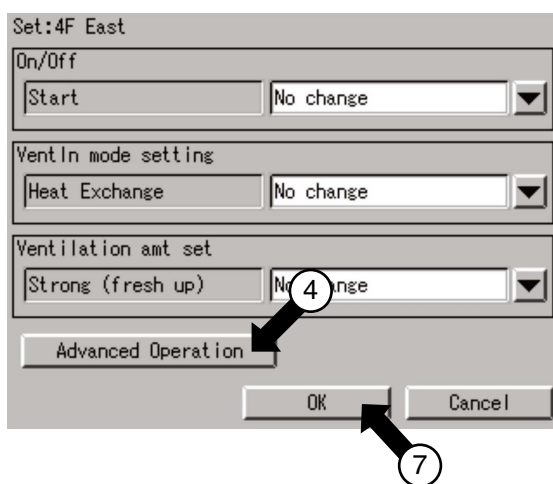 Set:4F East
On/Off
Start No change
Ventln mode setting
Heat Exchange No change
Ventilation amt set
Strong (fresh up)
4
Advanced Operation
OK Cancel
7